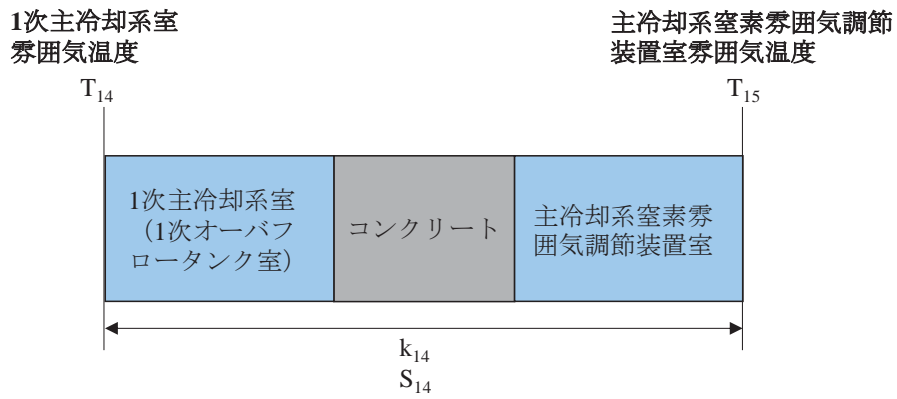 1次主冷却系室
雰囲気温度
T14
主冷却系窒素雰囲気調節
装置室雰囲気温度
T15
1次主冷却系室
（1次オーバフ
ロータンク室）
コンクリート
主冷却系窒素雰
囲気調節装置室
k14
S14